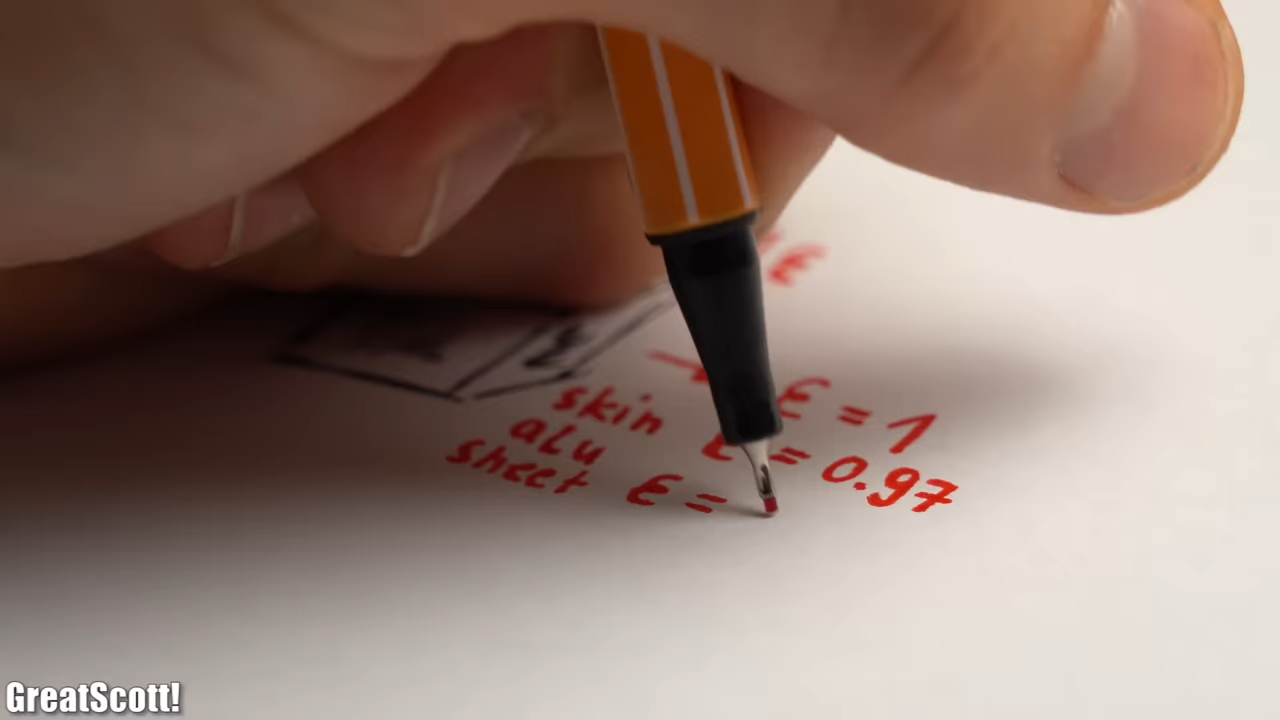 ε
ε = 1
skin ε = 0.97
alu
sheet ε =
GreatScott!